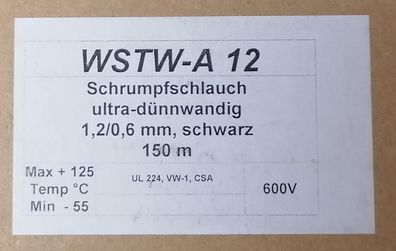 WSTW-A 12
Schrumpfschlauch
ultra-dünnwandig
1,2/0,6 mm, schwarz
150 m
Max + 125
Temp °C
Min - 55
UL 224, VW-1, CSA
600V